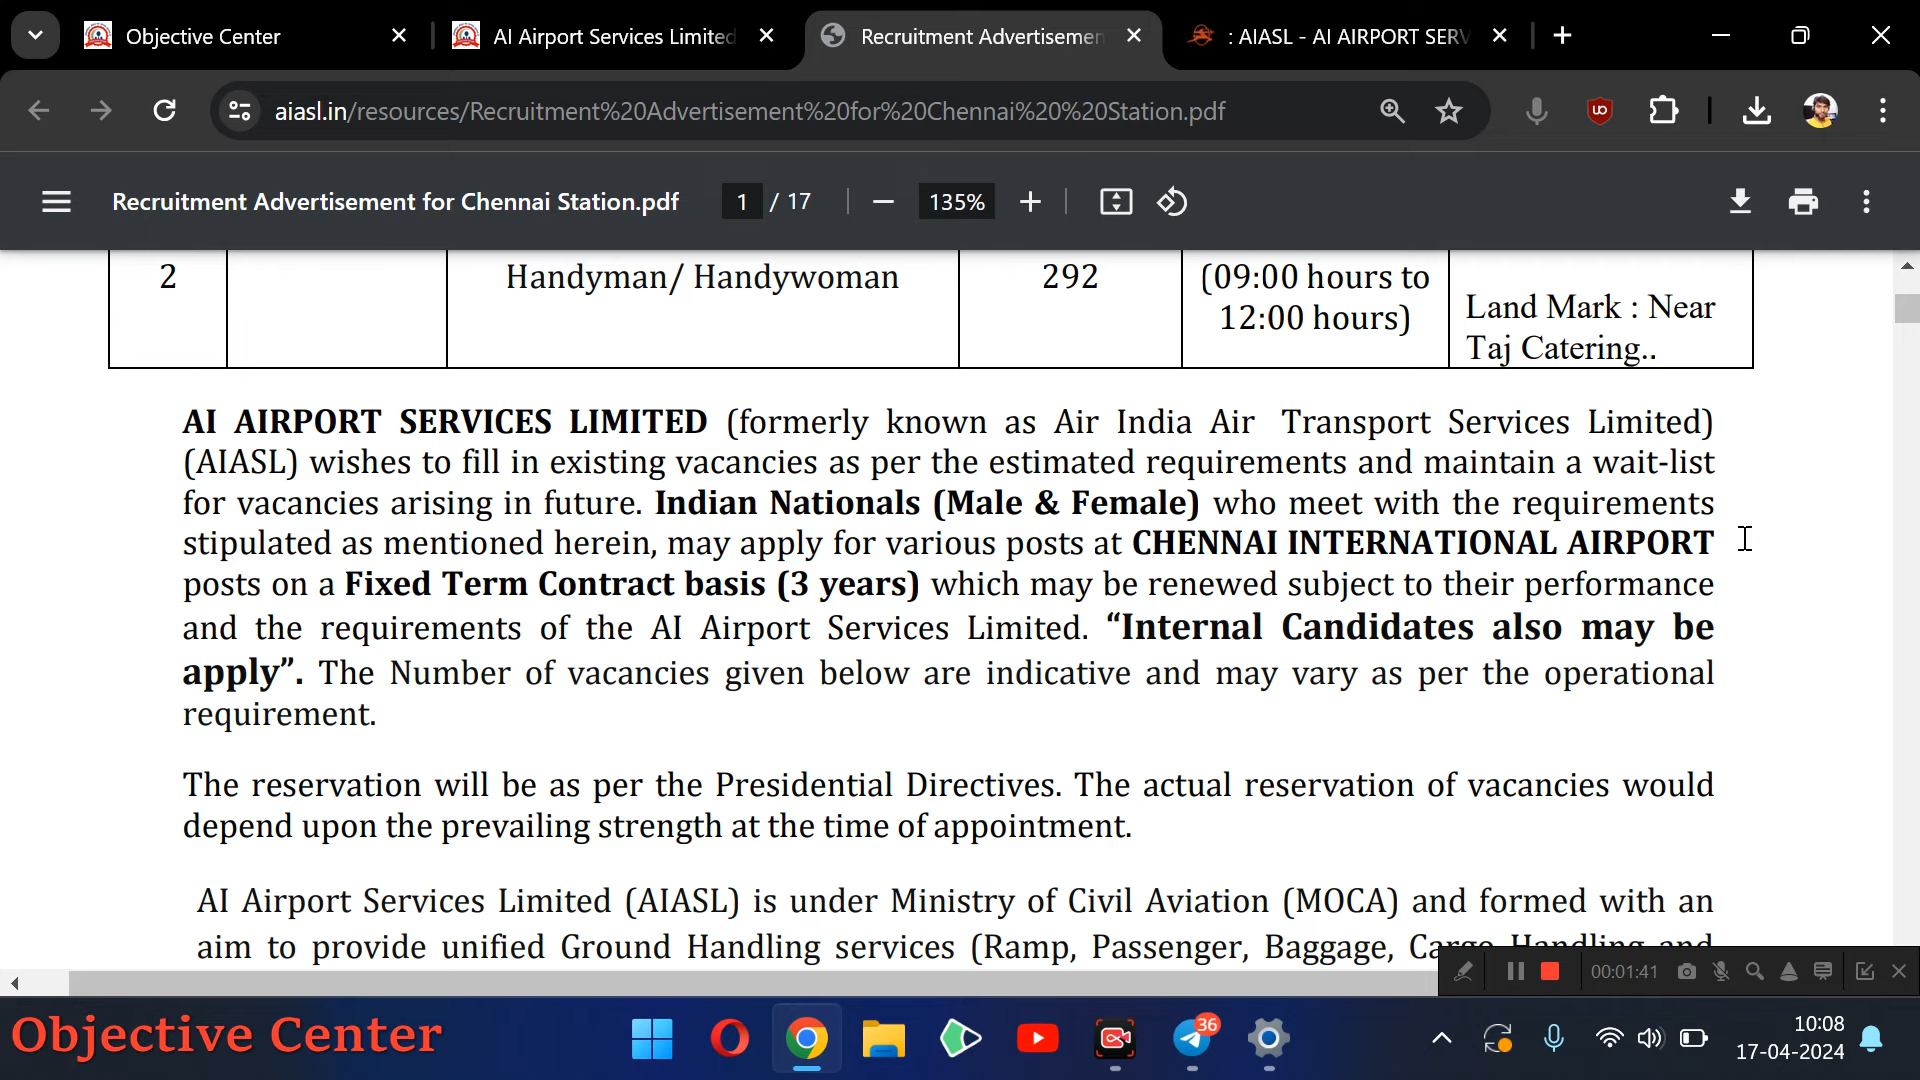 Objective Center
AI Airport Services Limited
Recruitment Advertisemen
: AIASL - AI AIRPORT SERV
aiasl.in/resources/Recruitment%20Advertisement%20for%20Chennai%20%20Station.pdf
Recruitment Advertisement for Chennai Station.pdf
1 / 17
135%
2
Handyman/ Handywoman
292
(09:00 hours to
12:00 hours)
Land Mark : Near
Taj Catering..
AI AIRPORT SERVICES LIMITED (formerly known as Air India Air Transport Services Limited)
(AIASL) wishes to fill in existing vacancies as per the estimated requirements and maintain a wait-list
for vacancies arising in future. Indian Nationals (Male & Female) who meet with the requirements
stipulated as mentioned herein, may apply for various posts at CHENNAI INTERNATIONAL AIRPORT
posts on a Fixed Term Contract basis (3 years) which may be renewed subject to their performance
and the requirements of the AI Airport Services Limited. “Internal Candidates also may be
apply”. The Number of vacancies given below are indicative and may vary as per the operational
requirement.
The reservation will be as per the Presidential Directives. The actual reservation of vacancies would
depend upon the prevailing strength at the time of appointment.
AI Airport Services Limited (AIASL) is under Ministry of Civil Aviation (MOCA) and formed with an
aim to provide unified Ground Handling services (Ramp, Passenger, Baggage, Cargo Handling and
00:01:41
Objective Center
36
10:08
17-04-2024